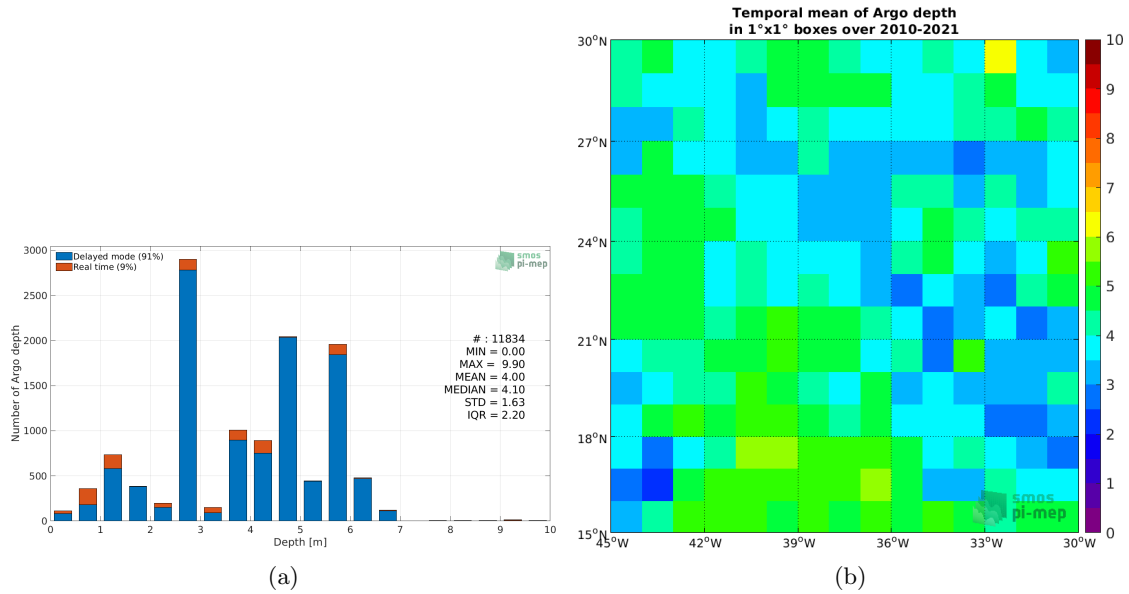 3000
2500
2000
1500
1000
500
0
Number of Argo depth
Delayed mode (91%)
Real time (9%)
smos
pi-mep
# : 11834
MIN = 0.00
MAX = 9.90
MEAN = 4.00
MEDIAN = 4.10
STD = 1.63
IQR = 2.20
0 1 2 3 4 5 6 7 8 9 10
Depth [m]
(a)
Temporal mean of Argo depth
in 1°x1° boxes over 2010-2021
30°N
27°N
24°N
21°N
18°N
15°N
45°W 42°W 39°W 36°W 33°W 30°W
smos
pi-mep
10
9
8
7
6
5
4
3
2
1
0
(b)